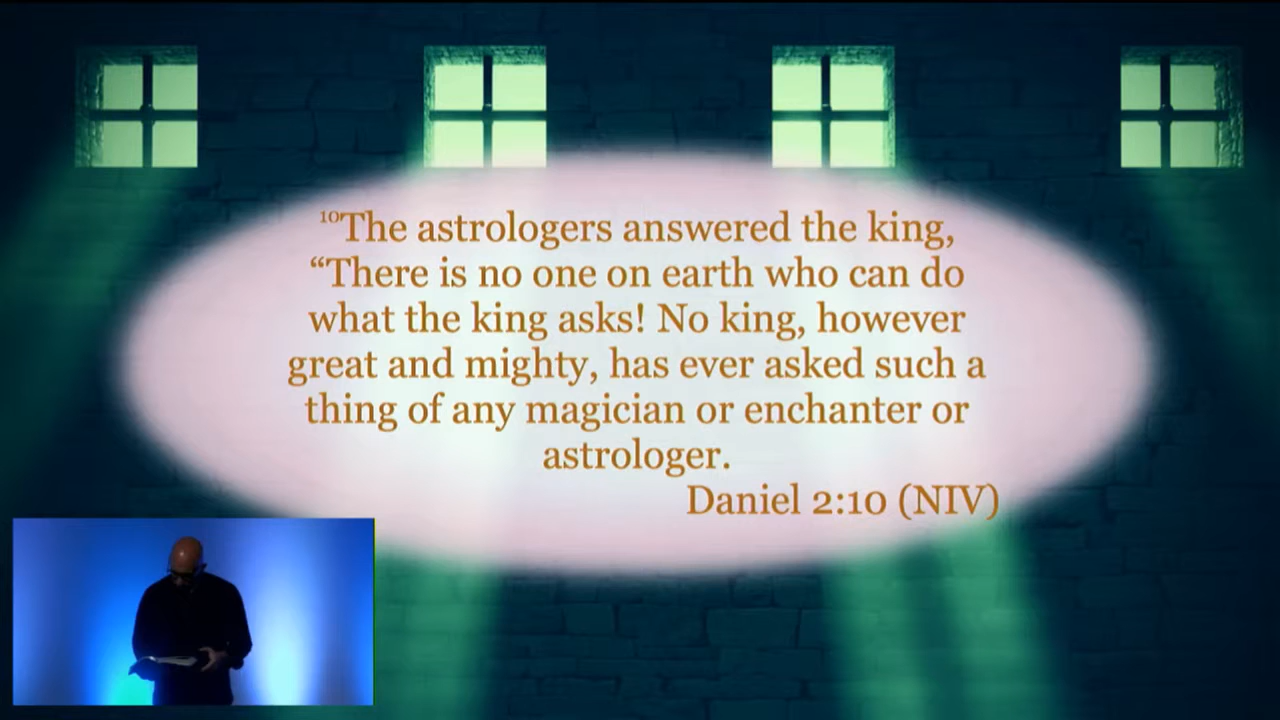 ¹⁰The astrologers answered the king,
“There is no one on earth who can do
what the king asks! No king, however
great and mighty, has ever asked such a
thing of any magician or enchanter or
astrologer.
Daniel 2:10 (NIV)